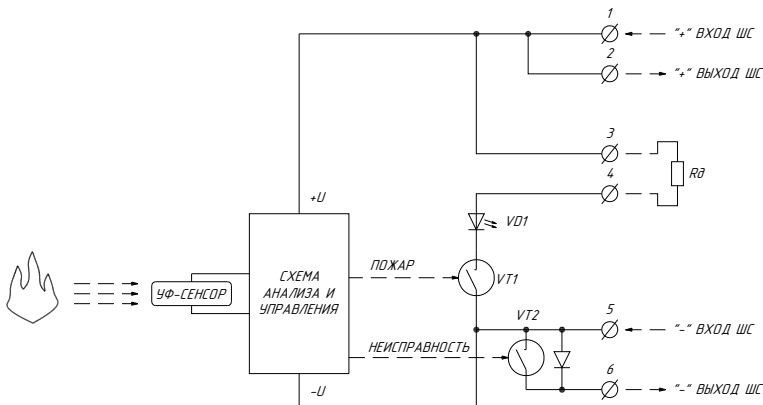 1
"+" ВХОД ШС
2
"+" ВЫХОД ШС
3
4
Rд
+U
VD1
СХЕМА
АНАЛИЗА И
УПРАВЛЕНИЯ
УФ-СЕНСОР
ПОЖАР
VT1
VT2
5
"-" ВХОД ШС
НЕИСПРАВНОСТЬ
6
"-" ВЫХОД ШС
-U